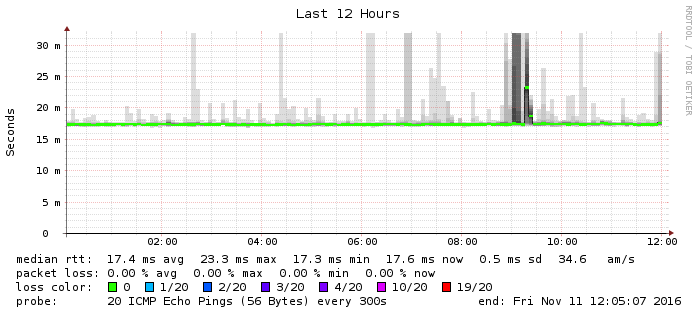 Last 12 Hours
RRDTOOL / TOBI OETIKER
Seconds
30 m
25 m
20 m
15 m
10 m
5 m
0
02:00 04:00 06:00 08:00 10:00 12:00
median rtt: 17.4 ms avg 23.3 ms max 17.3 ms min 17.6 ms now 0.5 ms sd 34.6 am/s
packet loss: 0.00 % avg 0.00 % max 0.00 % min 0.00 % now
loss color: 0 1/20 2/20 3/20 4/20 10/20 19/20
probe: 20 ICMP Echo Pings (56 Bytes) every 300s end: Fri Nov 11 12:05:07 2016